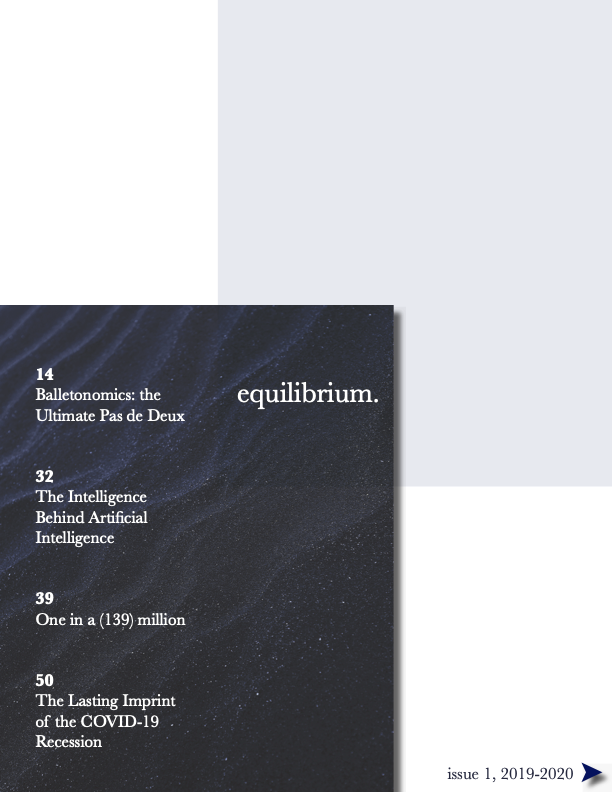 14
Balletonomics: the
Ultimate Pas de Deux
equilibrium.
32
The Intelligence
Behind Artificial
Intelligence
39
One in a (139) million
50
The Lasting Imprint
of the COVID-19
Recession
issue 1, 2019-2020